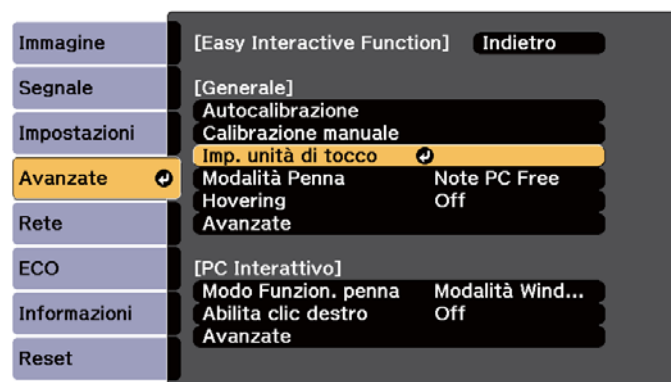 Immagine
Segnale
Impostazioni
Avanzate
Rete
ECO
Informazioni
Reset
[Easy Interactive Function] Indietro
[Generale]
Autocalibrazione
Calibrazione manuale
Imp. unità di tocco
Modalità Penna Note PC Free
Hovering Off
Avanzate
[PC Interattivo]
Modo Funzion. penna Modalità Wind...
Abilita clic destro Off
Avanzate